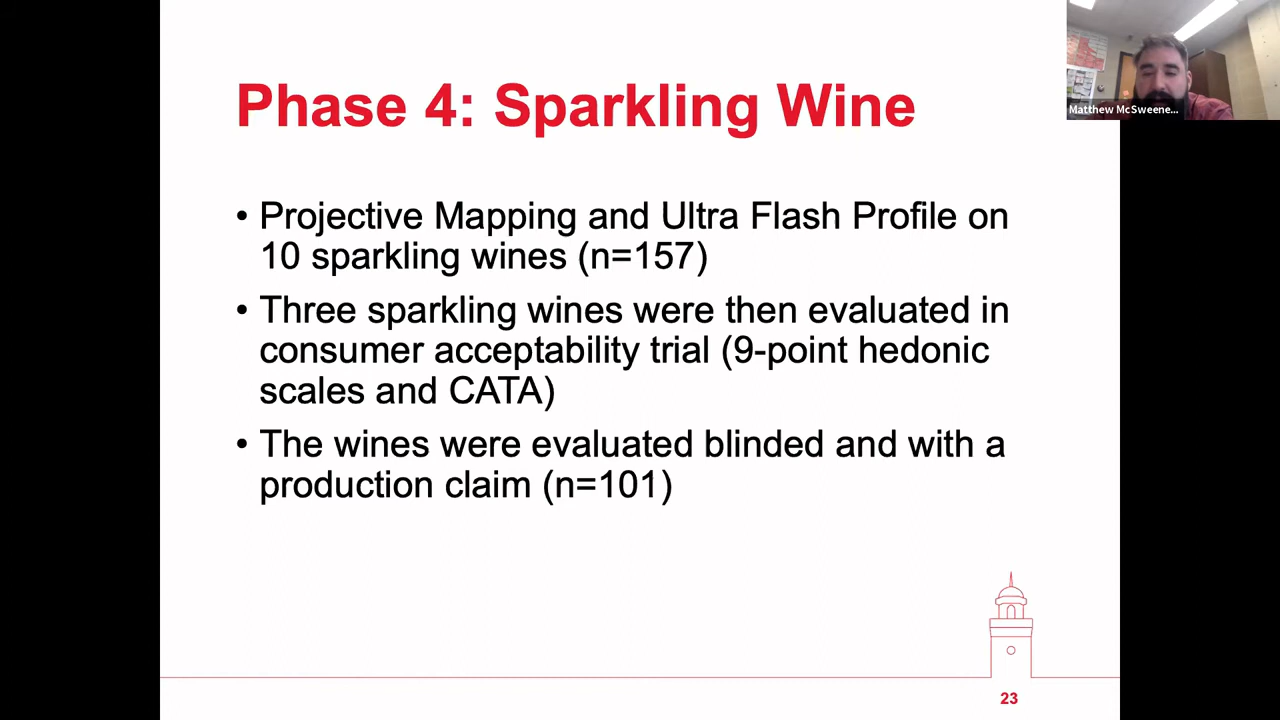 Phase 4: Sparkling Wine
Matthew McSweene...
• Projective Mapping and Ultra Flash Profile on
10 sparkling wines (n=157)
• Three sparkling wines were then evaluated in
consumer acceptability trial (9-point hedonic
scales and CATA)
• The wines were evaluated blinded and with a
production claim (n=101)
23